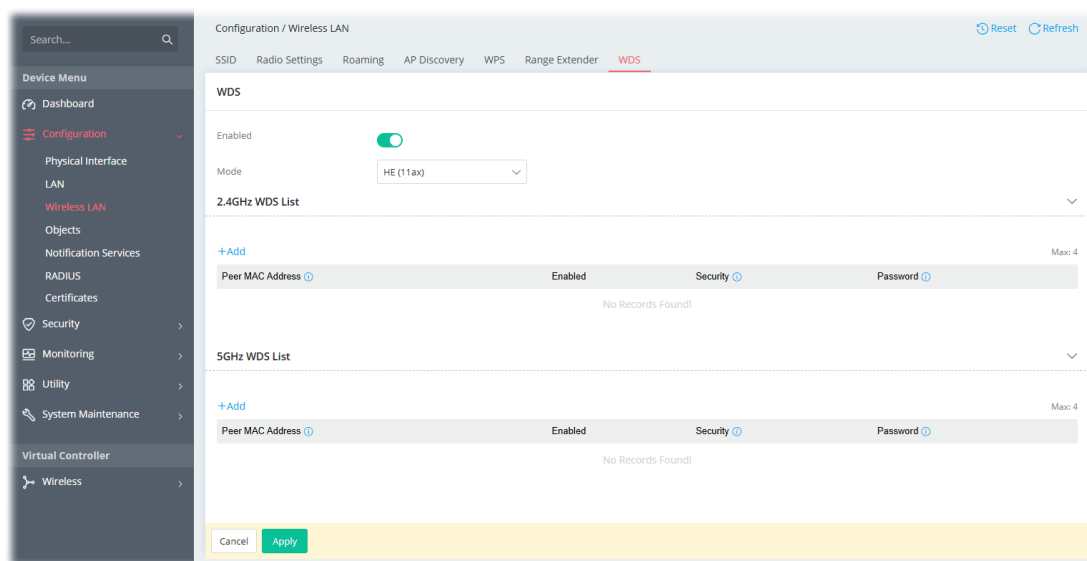 Search...
Device Menu
Dashboard
Configuration
Physical Interface
LAN
Wireless LAN
Objects
Notification Services
RADIUS
Certificates
Security
Monitoring
Utility
System Maintenance
Virtual Controller
Wireless
Configuration / Wireless LAN
Reset Refresh
SSID Radio Settings Roaming AP Discovery WPS Range Extender WDS
WDS
Enabled
Mode HE (11ax)
2.4GHz WDS List
+Add Max: 4
Peer MAC Address Enabled Security Password
No Records Found!
5GHz WDS List
+Add Max: 4
Peer MAC Address Enabled Security Password
No Records Found!
Cancel Apply